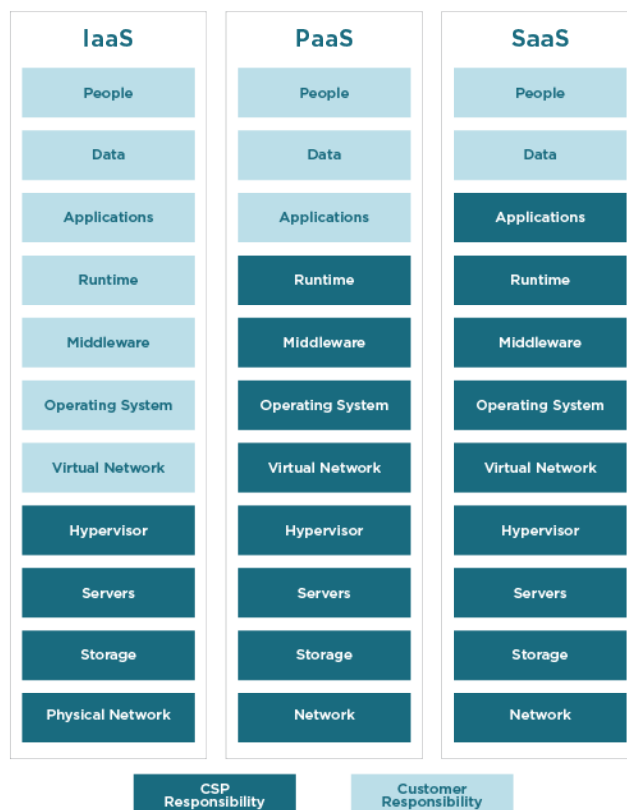 IaaS
People
Data
Applications
Runtime
Middleware
Operating System
Virtual Network
Hypervisor
Servers
Storage
Physical Network
PaaS
People
Data
Applications
Runtime
Middleware
Operating System
Virtual Network
Hypervisor
Servers
Storage
Network
SaaS
People
Data
Applications
Runtime
Middleware
Operating System
Virtual Network
Hypervisor
Servers
Storage
Network
CSP
Responsibility
Customer
Responsibility